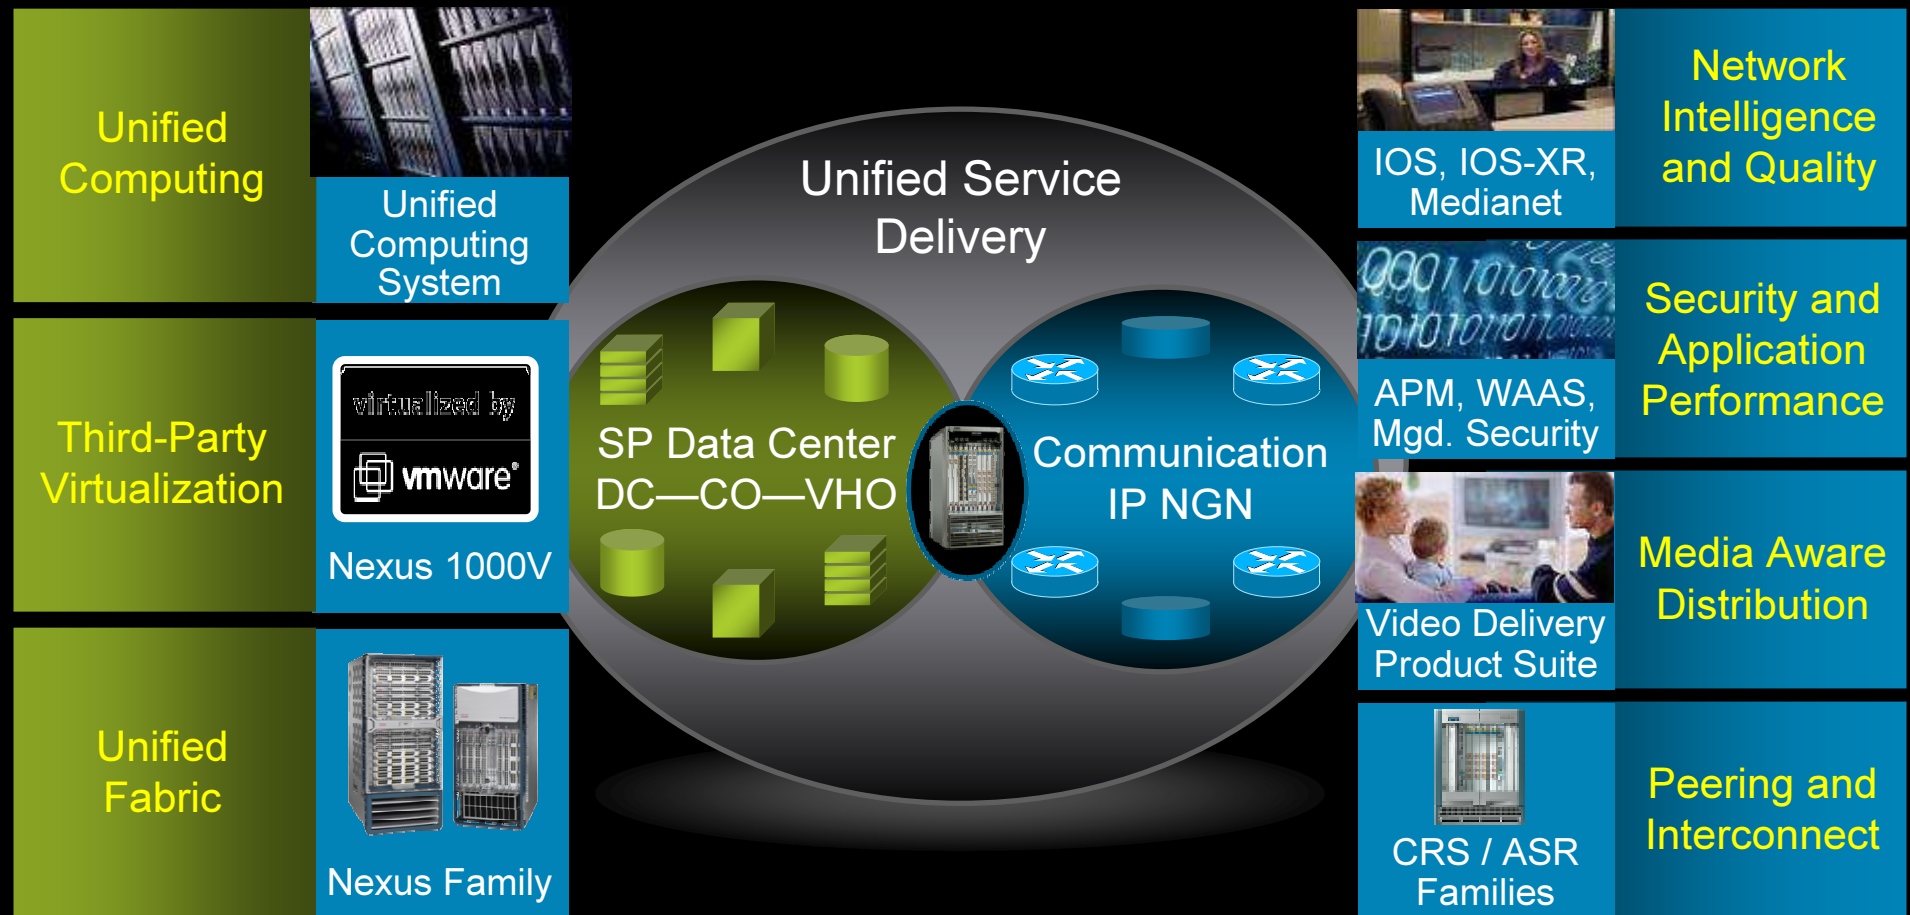 Unified
Computing
Unified
Computing
System
Third-Party
Virtualization
virtualized by
vmware®
Nexus 1000V
Unified
Fabric
Nexus Family
Unified Service
Delivery
SP Data Center
DC—CO—VHO
Communication
IP NGN
IOS, IOS-XR,
Medianet
Network
Intelligence
and Quality
APM, WAAS,
Mgd. Security
Security and
Application
Performance
Video Delivery
Product Suite
Media Aware
Distribution
CRS / ASR
Families
Peering and
Interconnect